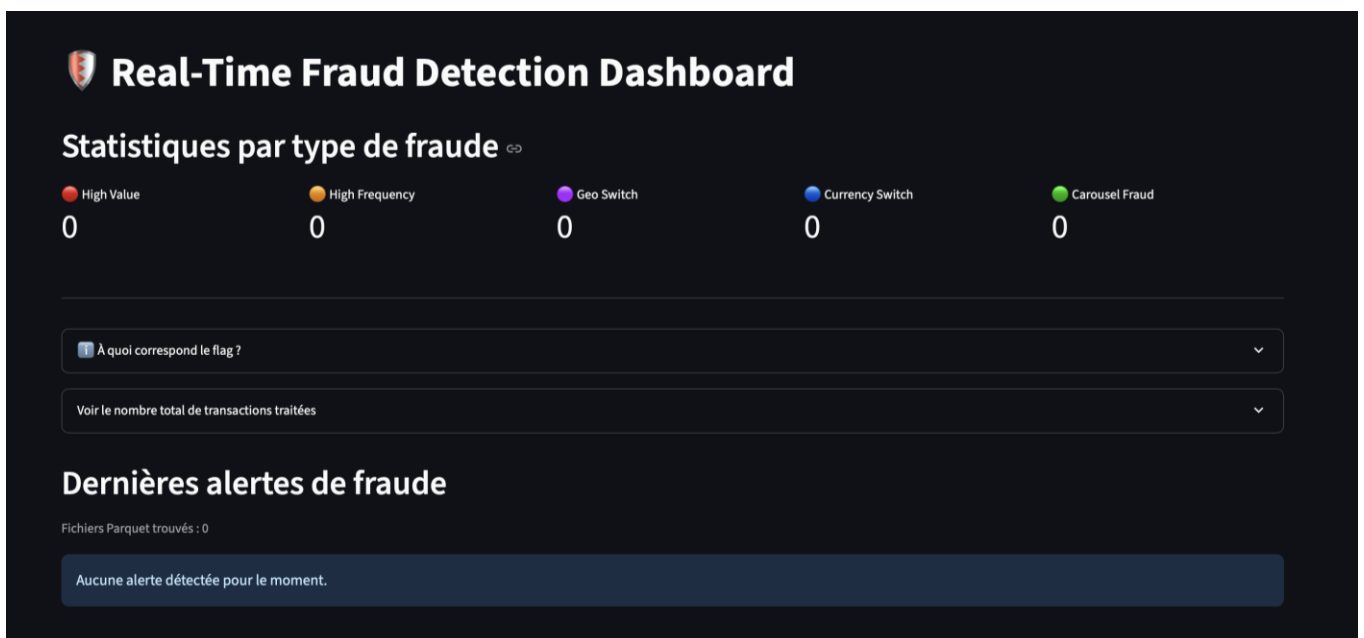 Real-Time Fraud Detection Dashboard
Statistiques par type de fraude
High Value
0
High Frequency
0
Geo Switch
0
Currency Switch
0
Carousel Fraud
0
À quoi correspond le flag ?
Voir le nombre total de transactions traitées
Dernières alertes de fraude
Fichiers Parquet trouvés : 0
Aucune alerte détectée pour le moment.